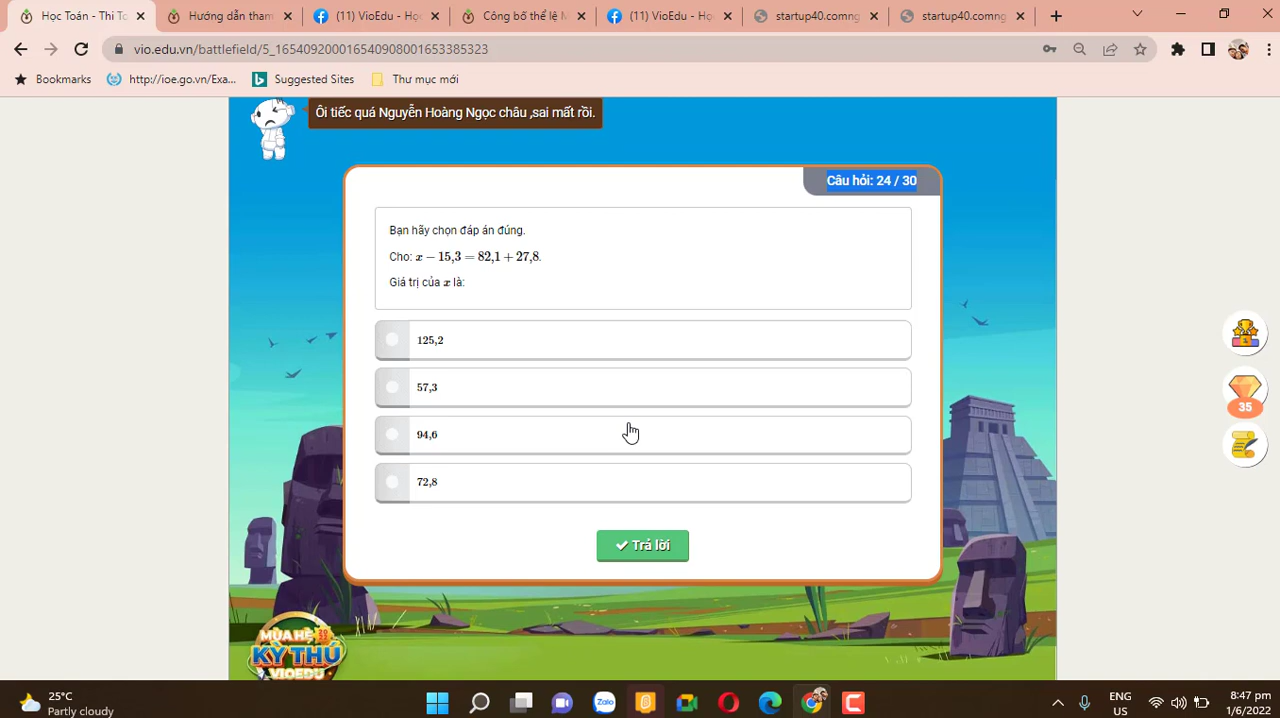 Học Toán - Thi To
Hướng dẫn tham
(11) VioEdu - Học
Công bố thể lệ
(11) VioEdu - Học
startup40.comng
startup40.comng
vio.edu.vn/battlefield/5_165409200016540908001653385323
Bookmarks
http://ioe.go.vn/Exa...
Suggested Sites
Thư mục mới
Ôi tiếc quá Nguyễn Hoàng Ngọc châu ,sai mất rồi.
Câu hỏi: 24 / 30
Bạn hãy chọn đáp án đúng.
Cho: x − 15,3 = 82,1 + 27,8.
Giá trị của x là:
125,2
57,3
94,6
72,8
Trả lời
35
MÙA HÈ
KỲ THÚ
VIOEDU
25°C
Partly cloudy
Zalo
ENG
US
8:47 pm
1/6/2022